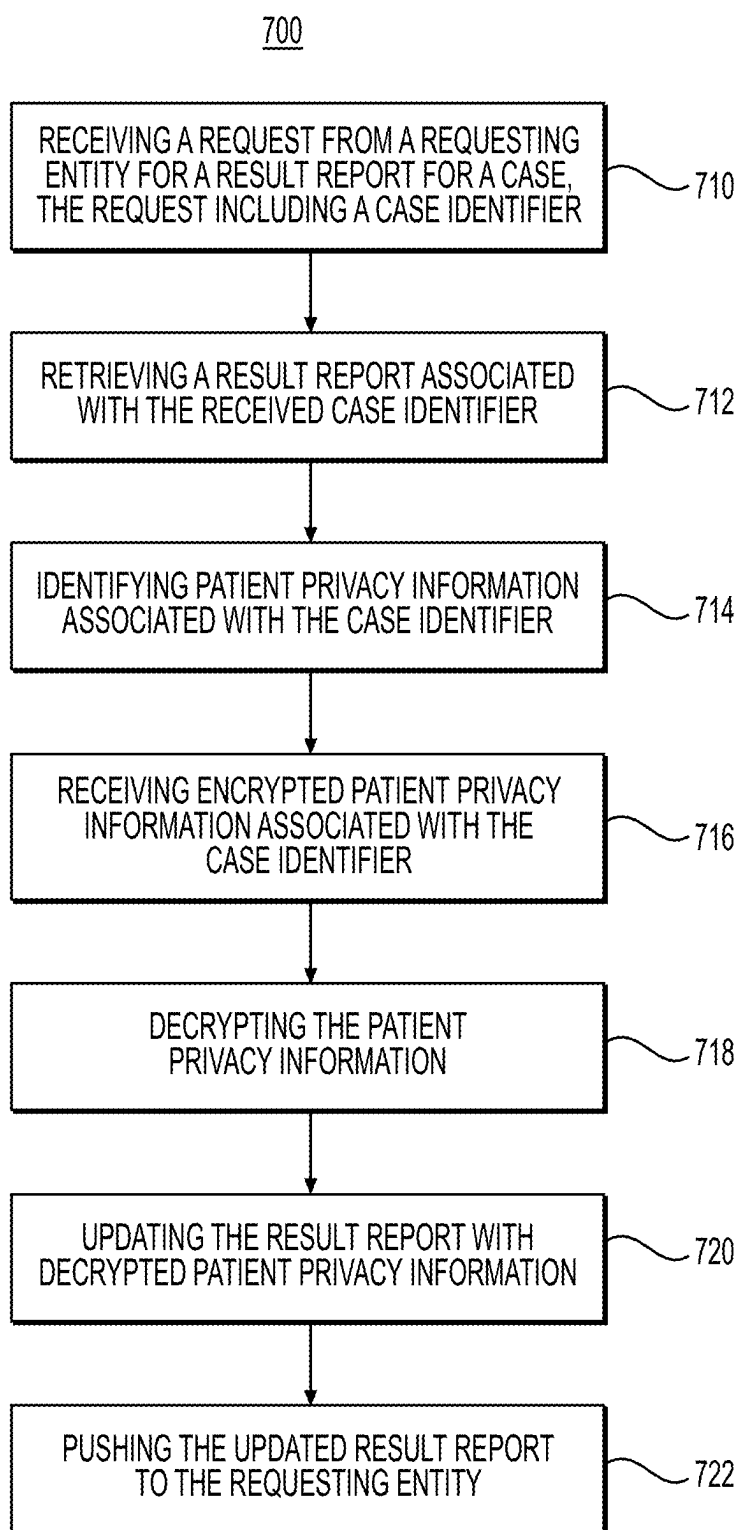 700
RECEIVING A REQUEST FROM A REQUESTING
ENTITY FOR A RESULT REPORT FOR A CASE,
THE REQUEST INCLUDING A CASE IDENTIFIER
710
RETRIEVING A RESULT REPORT ASSOCIATED
WITH THE RECEIVED CASE IDENTIFIER
712
IDENTIFYING PATIENT PRIVACY INFORMATION
ASSOCIATED WITH THE CASE IDENTIFIER
714
RECEIVING ENCRYPTED PATIENT PRIVACY
INFORMATION ASSOCIATED WITH THE
CASE IDENTIFIER
716
DECRYPTING THE PATIENT
PRIVACY INFORMATION
718
UPDATING THE RESULT REPORT WITH
DECRYPTED PATIENT PRIVACY INFORMATION
720
PUSHING THE UPDATED RESULT REPORT
TO THE REQUESTING ENTITY
722